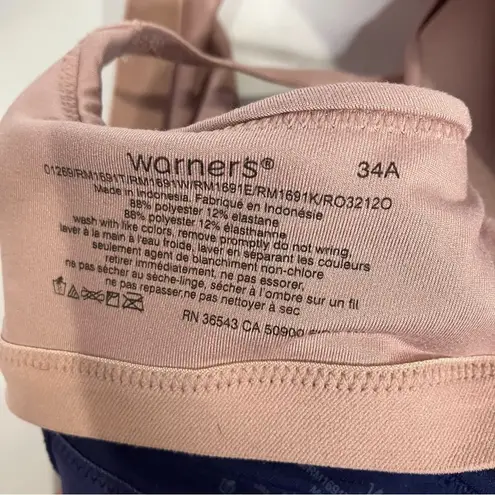 warner's® 34A
01269/RM1691T/RM1691W/RM1691E/RM1691K/RO3212O
Made in Indonesia. Fabriqué en Indonésie
88% polyester 12% elastane
88% polyester 12% élasthanne
wash with like colors, remove promptly do not wring,
laver à la main à l'eau froide, laver en séparant les couleurs
seulement agent de blanchiment non-chlore
retirer immédiatement, ne pas essorer,
ne pas sécher au sèche-linge, sécher à l'ombre sur un fil
ne pas repasser,ne pas nettoyer à sec
RN 36543 CA 50900